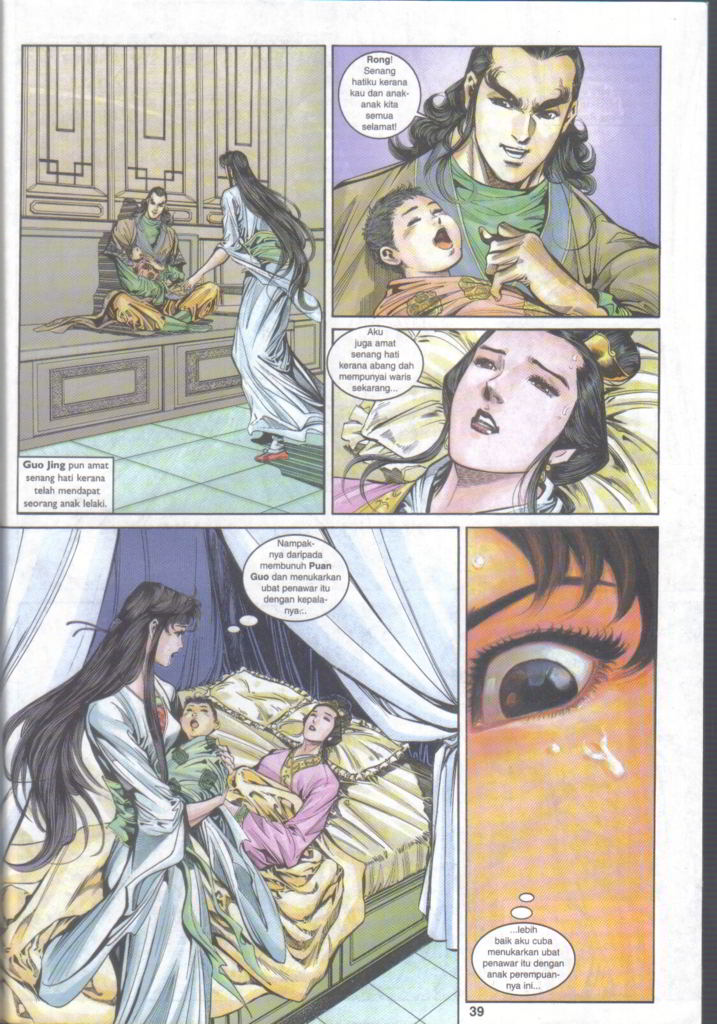 Guo Jing pun amat
senang hati kerana
telah mendapat
seorang anak lelaki.
Rong!
Senang
hatiku kerana
kau dan anak-
anak kita
semua
selamat!
Aku
juga amat
senang hati
kerana abang dah
mempunyai waris
sekarang...
Nampak-
nya daripada
membunuh Puan
Guo dan menukarkan
ubat penawar itu
dengan kepala-
nya...
...lebih
baik aku cuba
menukarkan ubat
penawar itu dengan
anak perempuan-
nya ini...
39